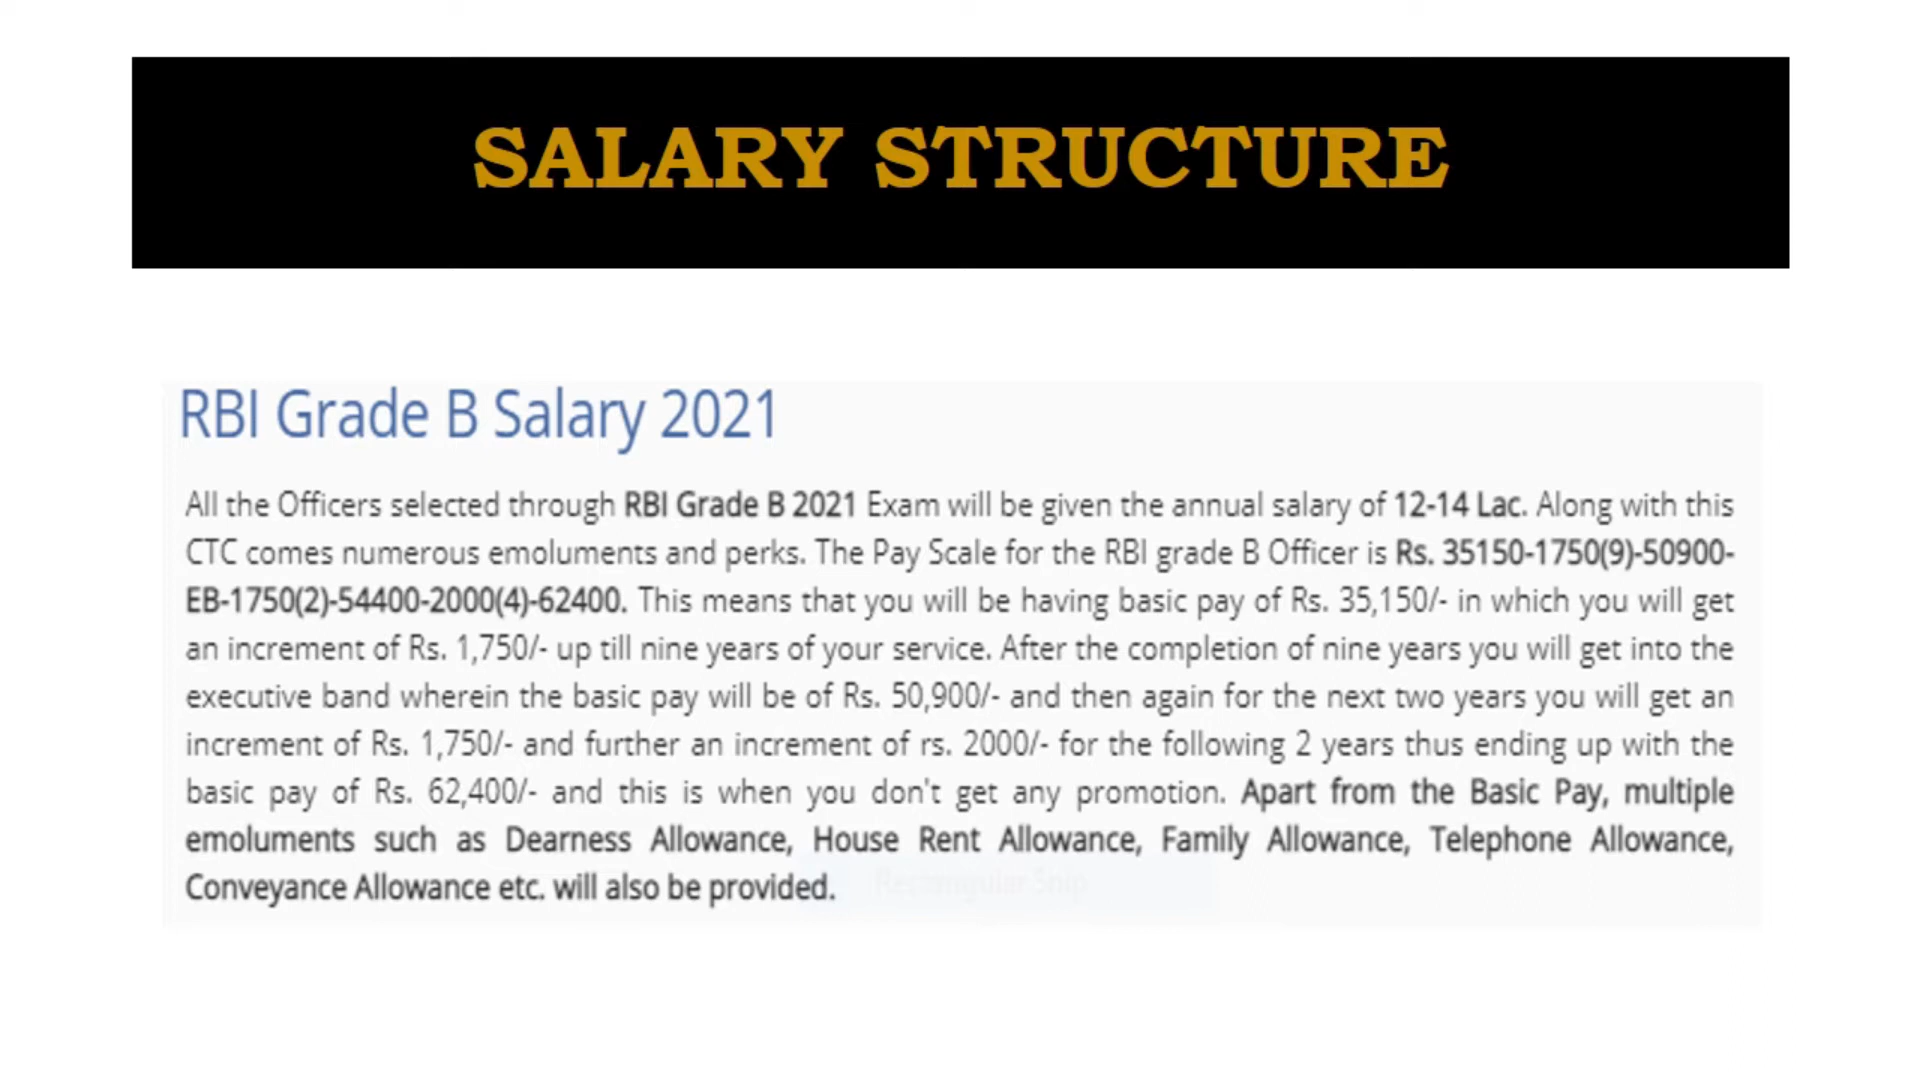 SALARY STRUCTURE
RBI Grade B Salary 2021
All the Officers selected through RBI Grade B 2021 Exam will be given the annual salary of 12-14 Lac. Along with this
CTC comes numerous emoluments and perks. The Pay Scale for the RBI grade B Officer is Rs. 35150-1750(9)-50900-
EB-1750(2)-54400-2000(4)-62400. This means that you will be having basic pay of Rs. 35,150/- in which you will get
an increment of Rs. 1,750/- up till nine years of your service. After the completion of nine years you will get into the
executive band wherein the basic pay will be of Rs. 50,900/- and then again for the next two years you will get an
increment of Rs. 1,750/- and further an increment of rs. 2000/- for the following 2 years thus ending up with the
basic pay of Rs. 62,400/- and this is when you don't get any promotion. Apart from the Basic Pay, multiple
emoluments such as Dearness Allowance, House Rent Allowance, Family Allowance, Telephone Allowance,
Conveyance Allowance etc. will also be provided.
Rectangular Snip